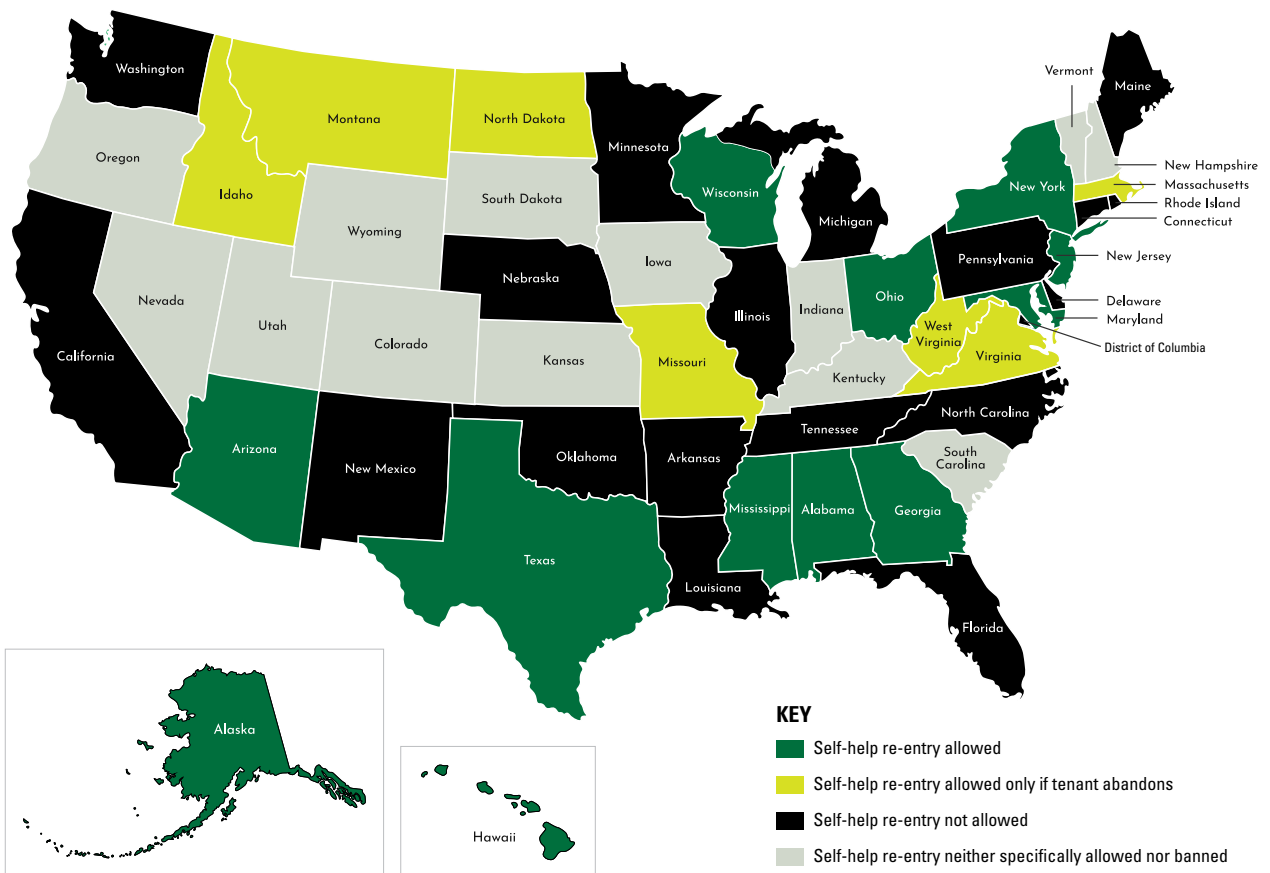 Washington
Oregon
California
Nevada
Idaho
Montana
Wyoming
Utah
Arizona
Colorado
New Mexico
North Dakota
South Dakota
Nebraska
Kansas
Oklahoma
Texas
Minnesota
Iowa
Missouri
Arkansas
Louisiana
Wisconsin
Illinois
Michigan
Indiana
Ohio
Kentucky
Tennessee
Mississippi
Alabama
Georgia
Florida
South
Carolina
North Carolina
Virginia
West
Virginia
Pennsylvania
New York
Vermont
Maine
New Hampshire
Massachusetts
Rhode Island
Connecticut
New Jersey
Delaware
Maryland
District of Columbia
Alaska
Hawaii
KEY
Self-help re-entry allowed
Self-help re-entry allowed only if tenant abandons
Self-help re-entry not allowed
Self-help re-entry neither specifically allowed nor banned